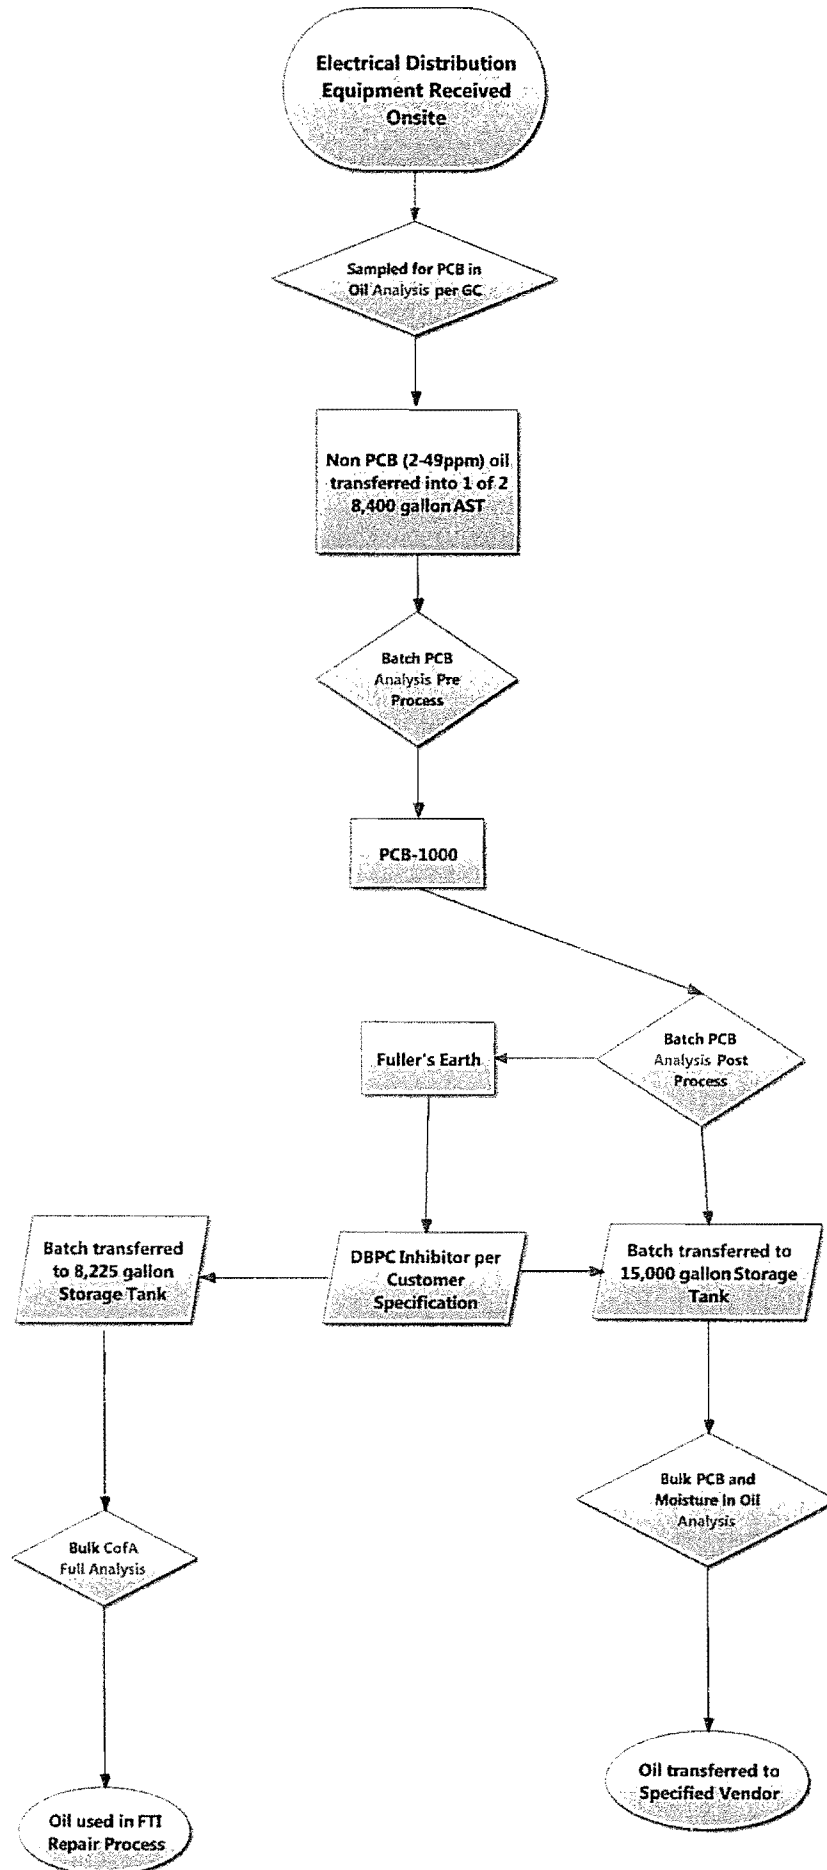 Electrical Distribution
Equipment Received
Onsite
Sampled for PCB in
Oil Analysis per GC
Non PCB (2-49ppm) oil
transferred into 1 of 2
8,400 gallon AST
Batch PCB
Analysis Pre
Process
PCB-1000
Batch PCB
Analysis Post
Process
Fuller's Earth
Batch transferred
to 8,225 gallon
Storage Tank
DBPC Inhibitor per
Customer
Specification
Batch transferred to
15,000 gallon Storage
Tank
Bulk PCB and
Moisture in Oil
Analysis
Bulk CofA
Full Analysis
Oil transferred to
Specified Vendor
Oil used in FTI
Repair Process